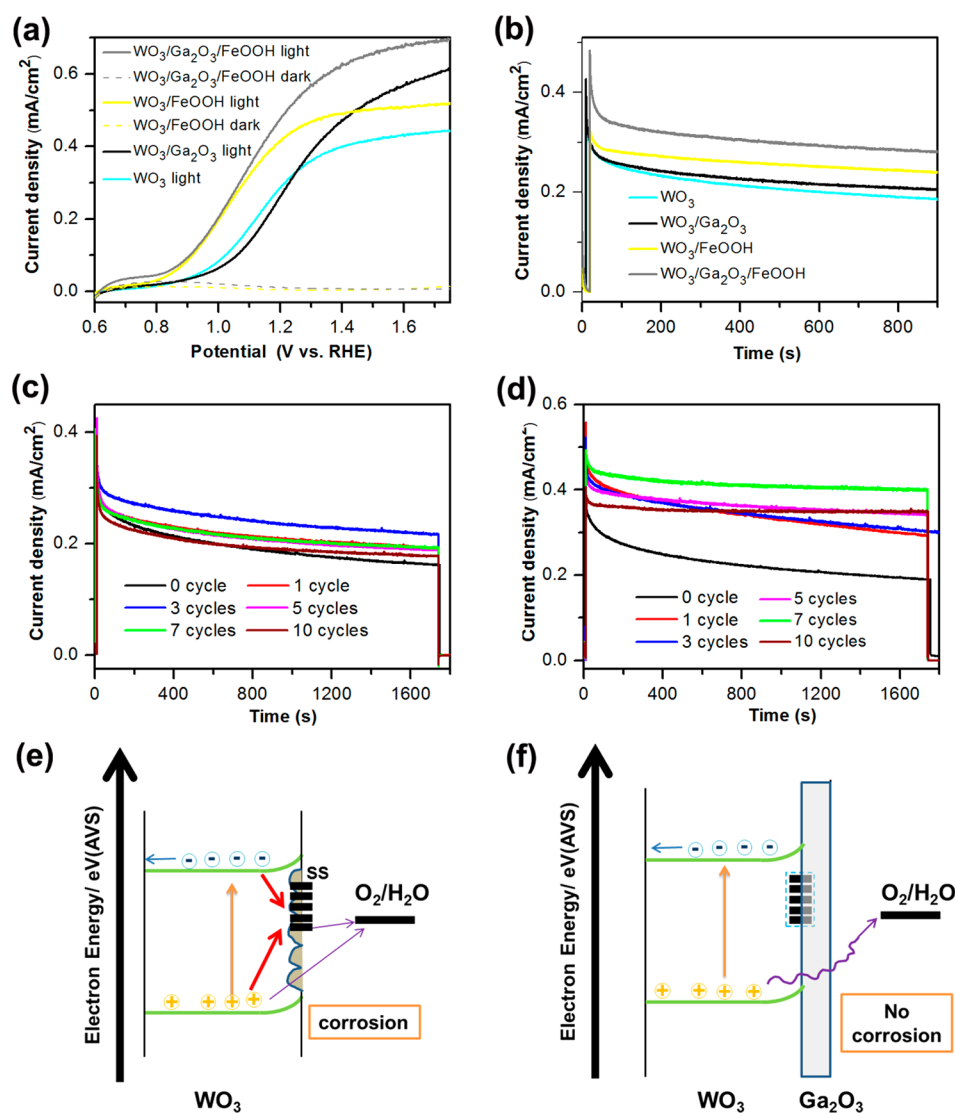 (a)
Current density (mA/cm²)
0.6
0.4
0.2
0.0
WO₃/Ga₂O₃/FeOOH light
WO₃/Ga₂O₃/FeOOH dark
WO₃/FeOOH light
WO₃/FeOOH dark
WO₃/Ga₂O₃ light
WO₃ light
0.6 0.8 1.0 1.2 1.4 1.6
Potential (V vs. RHE)
(b)
Current density (mA/cm²)
0.4
0.2
0.0
WO₃
WO₃/Ga₂O₃
WO₃/FeOOH
WO₃/Ga₂O₃/FeOOH
0 200 400 600 800
Time (s)
(c)
Current density (mA/cm²)
0.4
0.2
0.0
0 cycle 1 cycle
3 cycles 5 cycles
7 cycles 10 cycles
0 400 800 1200 1600
Time (s)
(d)
Current density (mA/cm²)
0.6
0.4
0.2
0.0
0 cycle 5 cycles
1 cycle 7 cycles
3 cycles 10 cycles
0 400 800 1200 1600
Time (s)
(e)
Electron Energy/ eV(AVS)
- - - -
SS
O₂/H₂O
+ + + +
corrosion
WO₃
(f)
Electron Energy/ eV(AVS)
- - - -
O₂/H₂O
+ + + +
No
corrosion
WO₃ Ga₂O₃